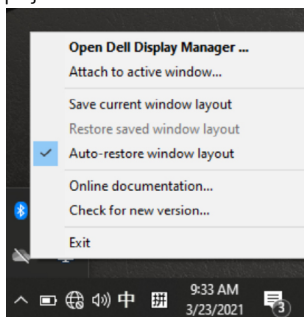 Open Dell Display Manager ...
Attach to active window...
Save current window layout
Restore saved window layout
Auto-restore window layout
Online documentation...
Check for new version...
Exit
中 拼 9:33 AM
3/23/2021
3